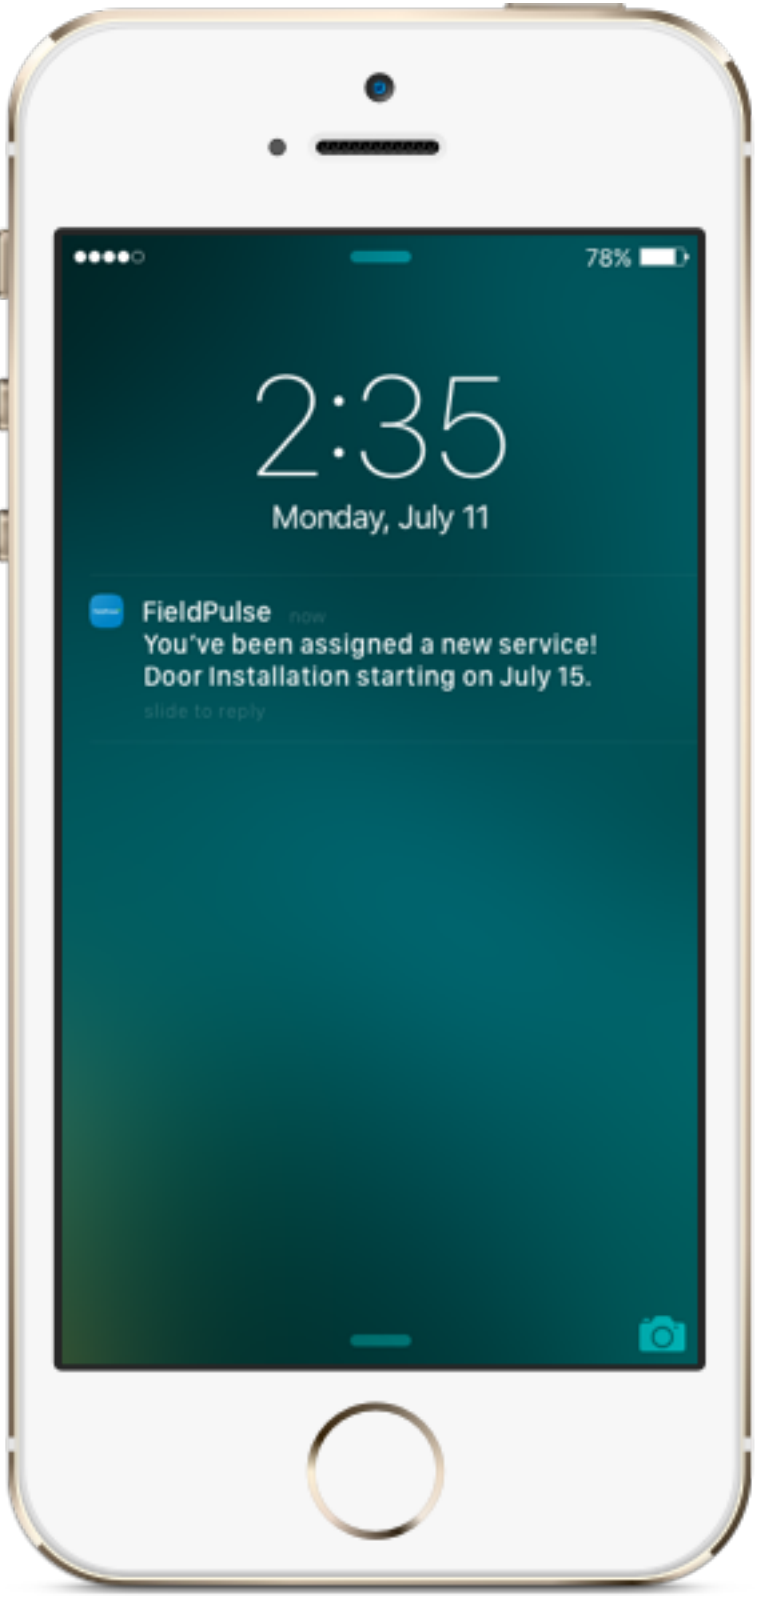 78%
2:35
Monday, July 11
FieldPulse now
You've been assigned a new service!
Door Installation starting on July 15.
slide to reply